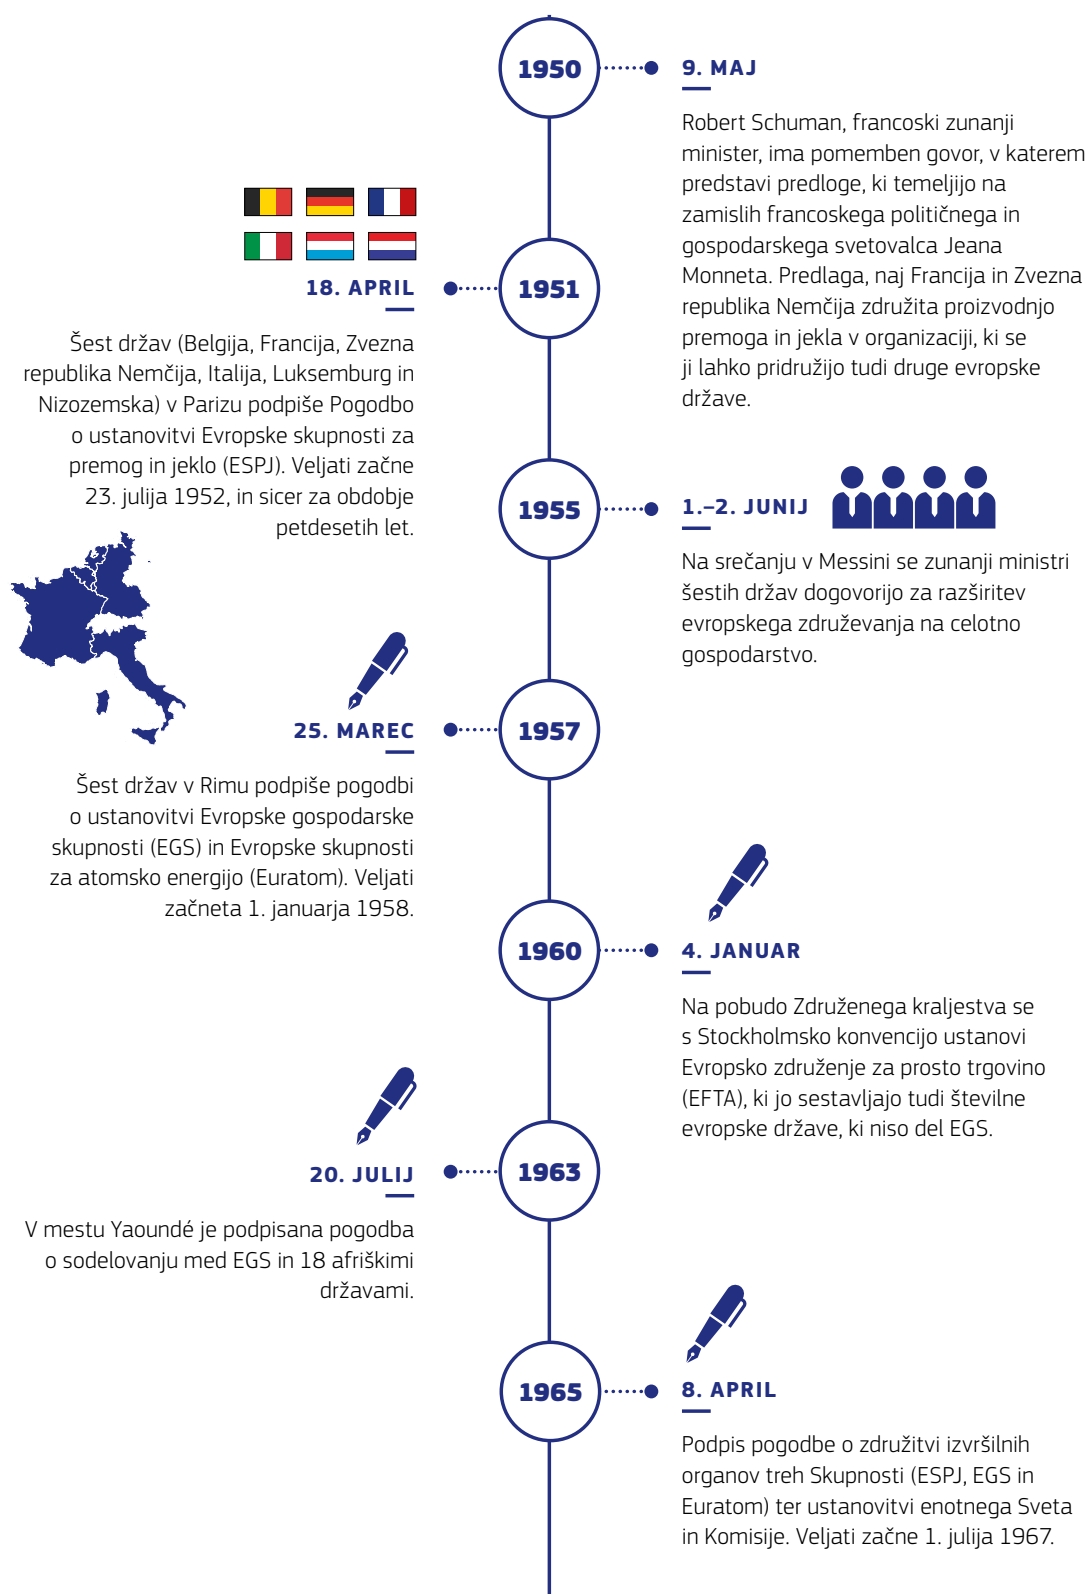 1950
9. MAJ
Robert Schuman, francoski zunanji
minister, ima pomemben govor, v katerem
predstavi predloge, ki temeljijo na
zamislih francoskega političnega in
gospodarskega svetovalca Jeana
Monneta. Predlaga, naj Francija in Zvezna
republika Nemčija združita proizvodnjo
premoga in jekla v organizaciji, ki se
ji lahko pridružijo tudi druge evropske
države.
18. APRIL
1951
Šest držav (Belgija, Francija, Zvezna
republika Nemčija, Italija, Luksemburg in
Nizozemska) v Parizu podpiše Pogodbo
o ustanovitvi Evropske skupnosti za
premog in jeklo (ESPJ). Veljati začne
23. julija 1952, in sicer za obdobje
petdesetih let.
1955
1.–2. JUNIJ
Na srečanju v Messini se zunanji ministri
šestih držav dogovorijo za razširitev
evropskega združevanja na celotno
gospodarstvo.
25. MAREC
1957
Šest držav v Rimu podpiše pogodbi
o ustanovitvi Evropske gospodarske
skupnosti (EGS) in Evropske skupnosti
za atomsko energijo (Euratom). Veljati
začneta 1. januarja 1958.
1960
4. JANUAR
Na pobudo Združenega kraljestva se
s Stockholmsko konvencijo ustanovi
Evropsko združenje za prosto trgovino
(EFTA), ki jo sestavljajo tudi številne
evropske države, ki niso del EGS.
20. JULIJ
1963
V mestu Yaoundé je podpisana pogodba
o sodelovanju med EGS in 18 afriškimi
državami.
1965
8. APRIL
Podpis pogodbe o združitvi izvršilnih
organov treh Skupnosti (ESPJ, EGS in
Euratom) ter ustanovitvi enotnega Sveta
in Komisije. Veljati začne 1. julija 1967.